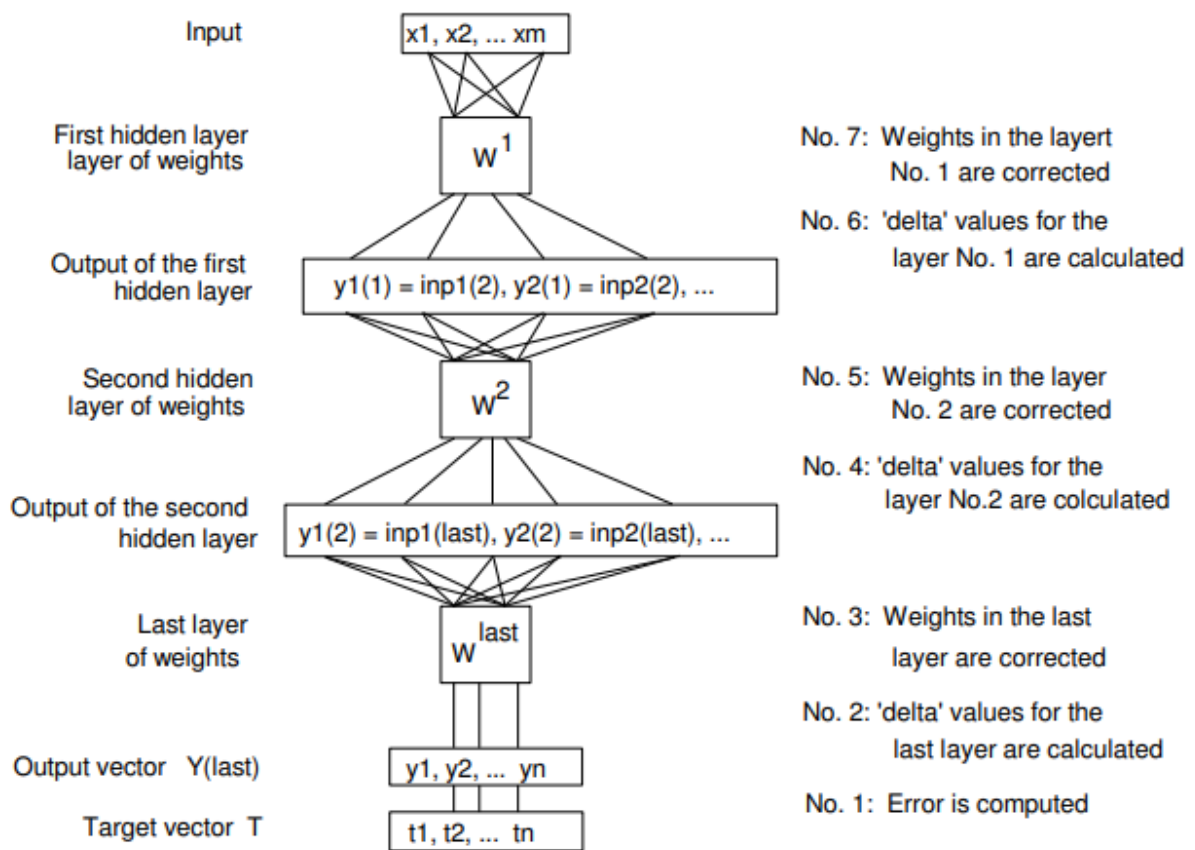 Input
x1, x2, ... xm
First hidden layer
layer of weights
W^1
No. 7: Weights in the layert
No. 1 are corrected
No. 6: 'delta' values for the
layer No. 1 are calculated
Output of the first
hidden layer
y1(1) = inp1(2), y2(1) = inp2(2), ...
Second hidden
layer of weights
W^2
No. 5: Weights in the layer
No. 2 are corrected
No. 4: 'delta' values for the
layer No.2 are colculated
Output of the second
hidden layer
y1(2) = inp1(last), y2(2) = inp2(last), ...
Last layer
of weights
W^last
No. 3: Weights in the last
layer are corrected
No. 2: 'delta' values for the
last layer are calculated
Output vector Y(last)
y1, y2, ... yn
No. 1: Error is computed
Target vector T
t1, t2, ... tn